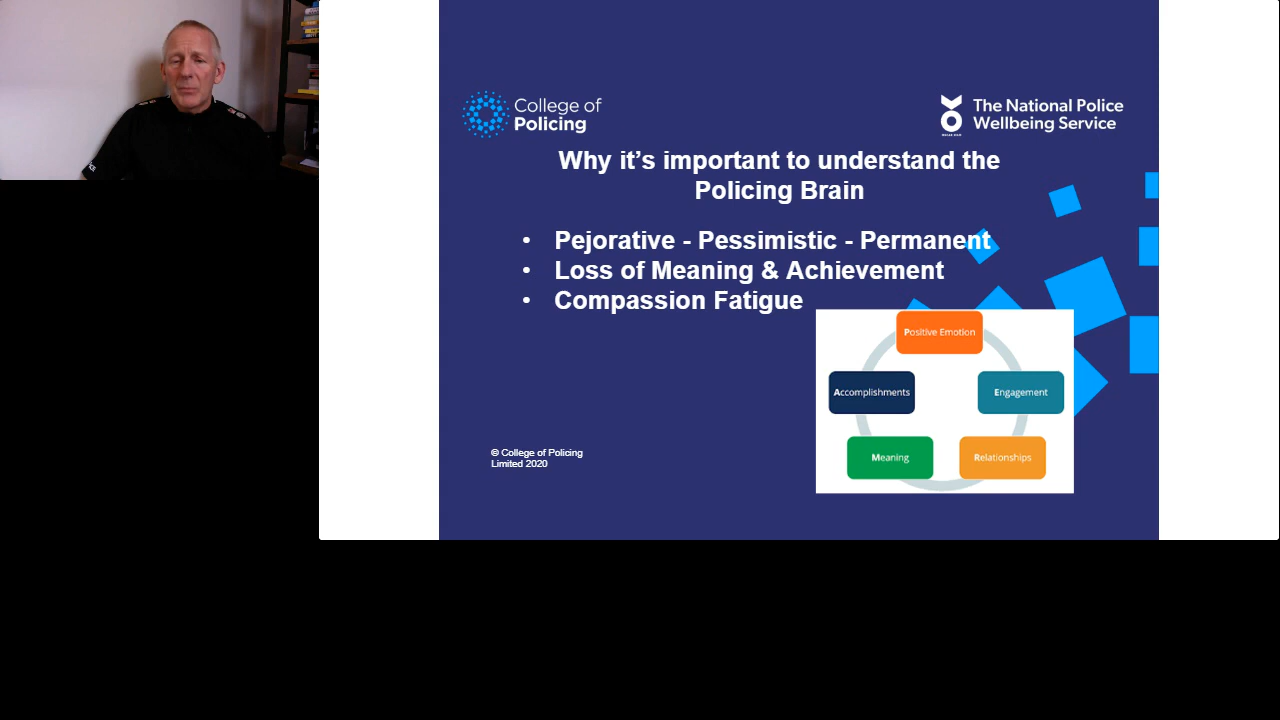 College of
Policing
The National Police
Wellbeing Service
Why it's important to understand the
Policing Brain
• Pejorative - Pessimistic - Permanent
• Loss of Meaning & Achievement
• Compassion Fatigue
Positive Emotion
Accomplishments
Engagement
Meaning
Relationships
© College of Policing
Limited 2020